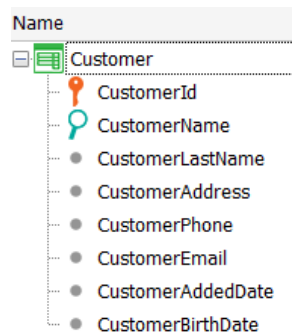 Name
Customer
CustomerId
CustomerName
CustomerLastName
CustomerAddress
CustomerPhone
CustomerEmail
CustomerAddedDate
CustomerBirthDate